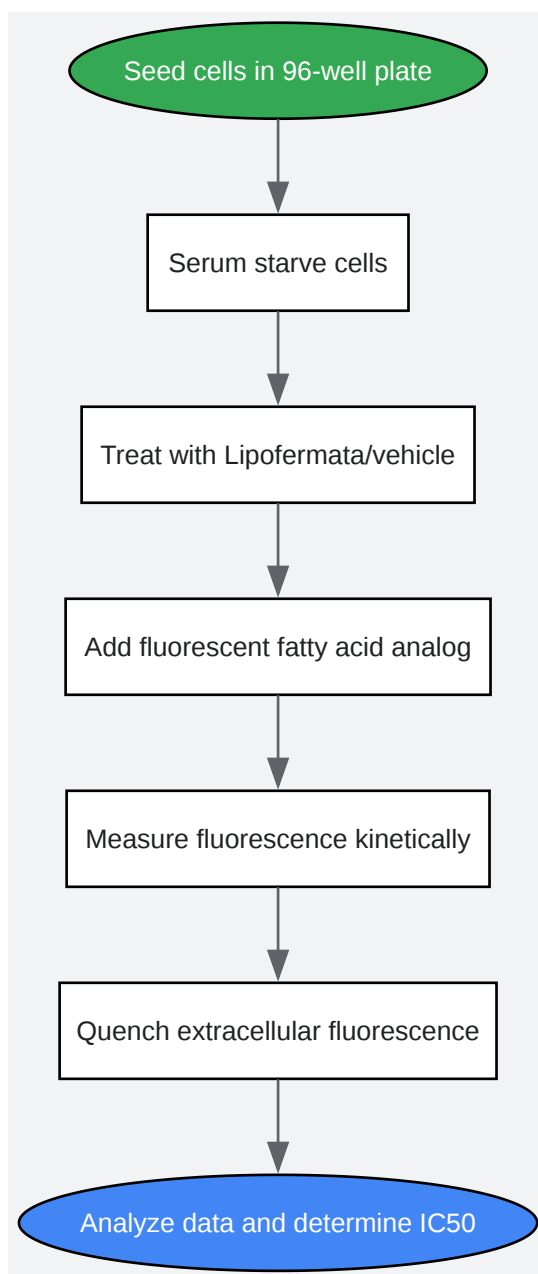 Seed cells in 96-well plate
Serum starve cells
Treat with Lipofermata/vehicle
Add fluorescent fatty acid analog
Measure fluorescence kinetically
Quench extracellular fluorescence
Analyze data and determine IC50